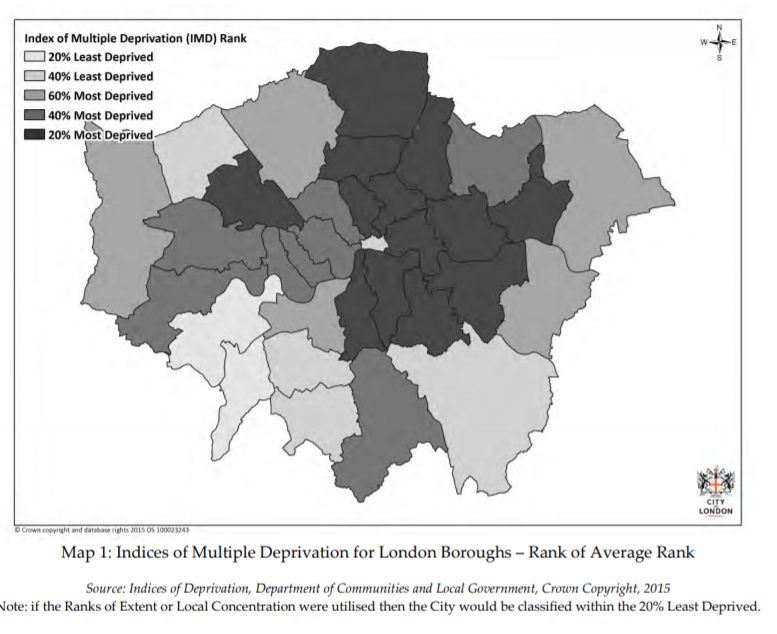 Index of Multiple Deprivation (IMD) Rank
20% Least Deprived
40% Least Deprived
60% Most Deprived
40% Most Deprived
20% Most Deprived
N
W E
S
CITY
OF
LONDON
© Crown copyright and database rights 2015 OS 100023243
Map 1: Indices of Multiple Deprivation for London Boroughs – Rank of Average Rank
Source: Indices of Deprivation, Department of Communities and Local Government, Crown Copyright, 2015
Note: if the Ranks of Extent or Local Concentration were utilised then the City would be classified within the 20% Least Deprived.